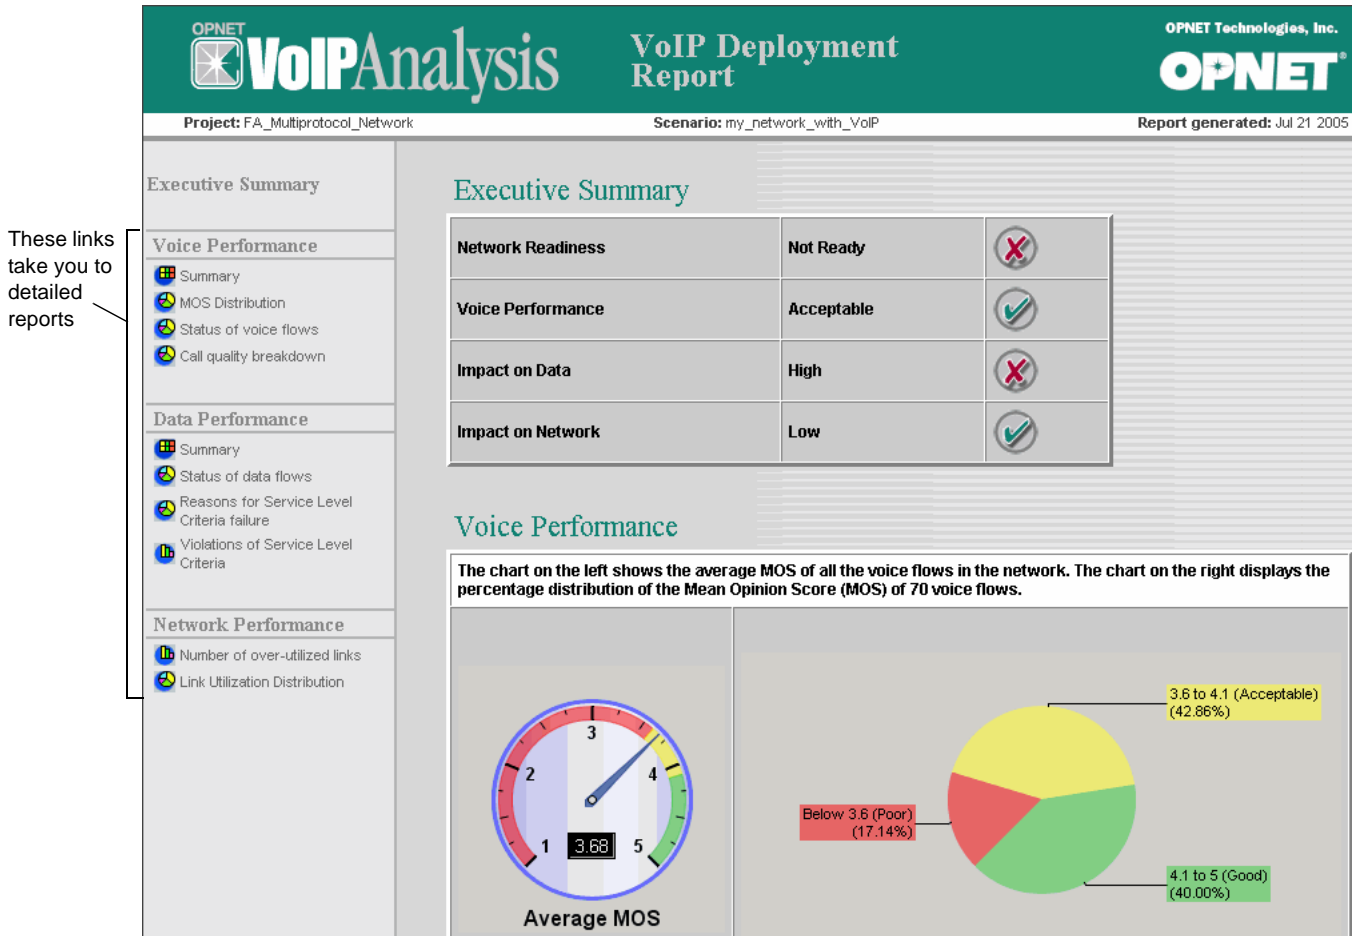 OPNET
VoIPAnalysis
VoIP Deployment
Report
OPNET Technologies, Inc.
OPNET®
Project: FA_Multiprotocol_Network
Scenario: my_network_with_VoIP
Report generated: Jul 21 2005
These links
take you to
detailed
reports
Executive Summary
Voice Performance
Summary
MOS Distribution
Status of voice flows
Call quality breakdown
Data Performance
Summary
Status of data flows
Reasons for Service Level
Criteria failure
Violations of Service Level
Criteria
Network Performance
Number of over-utilized links
Link Utilization Distribution
Executive Summary
Network Readiness Not Ready
Voice Performance Acceptable
Impact on Data High
Impact on Network Low
Voice Performance
The chart on the left shows the average MOS of all the voice flows in the network. The chart on the right displays the
percentage distribution of the Mean Opinion Score (MOS) of 70 voice flows.
1
2
3
4
5
3.68
Average MOS
3.6 to 4.1 (Acceptable)
(42.86%)
Below 3.6 (Poor)
(17.14%)
4.1 to 5 (Good)
(40.00%)